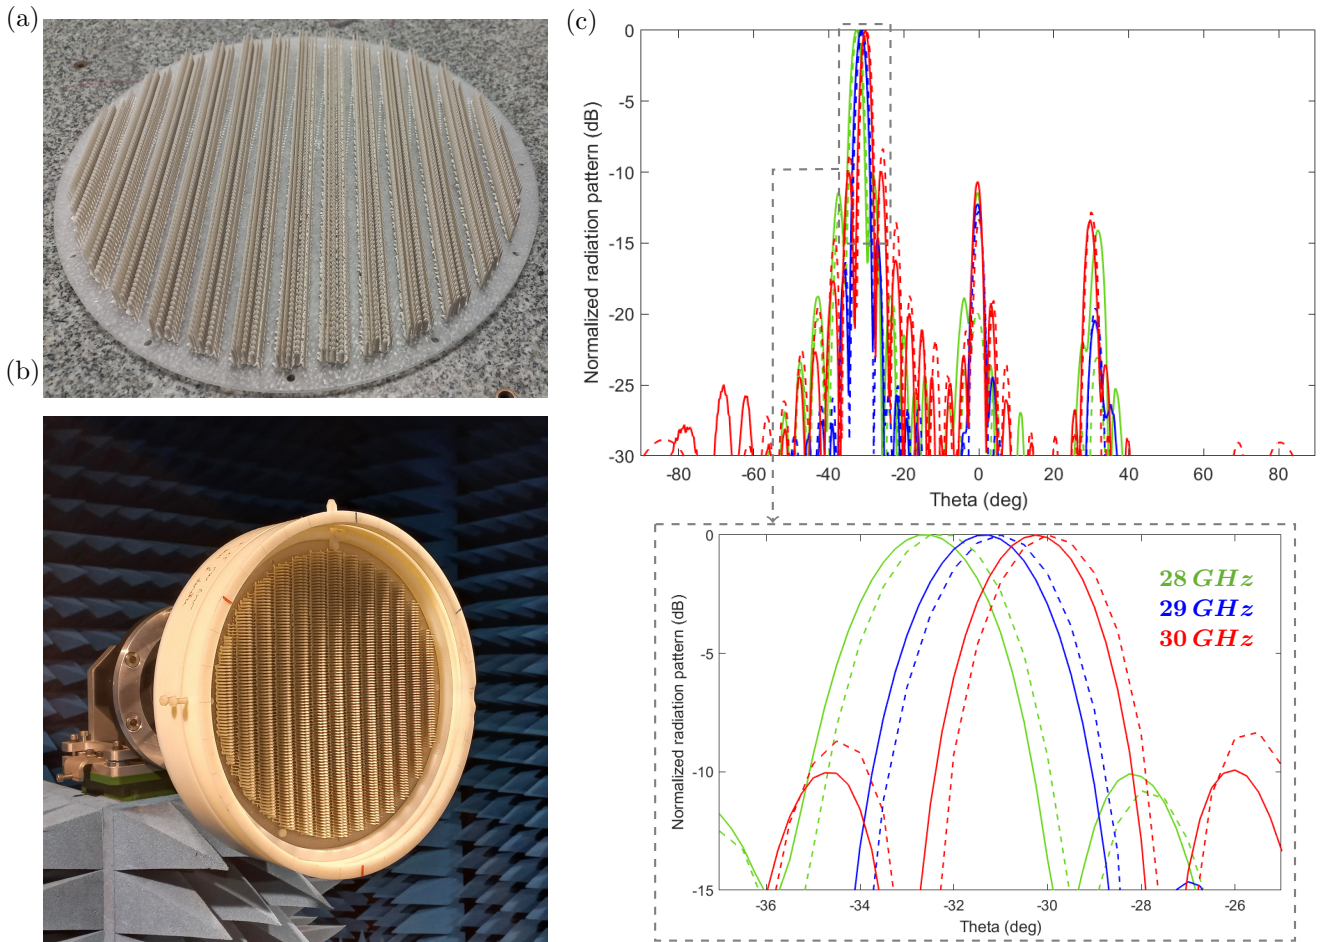 (a)
(b)
(c)
0
-5
-10
-15
-20
-25
-30
Normalized radiation pattern (dB)
-80 -60 -40 -20 0 20 40 60 80
Theta (deg)
0
-5
-10
-15
Normalized radiation pattern (dB)
28 GHz
29 GHz
30 GHz
-36 -34 -32 -30 -28 -26
Theta (deg)